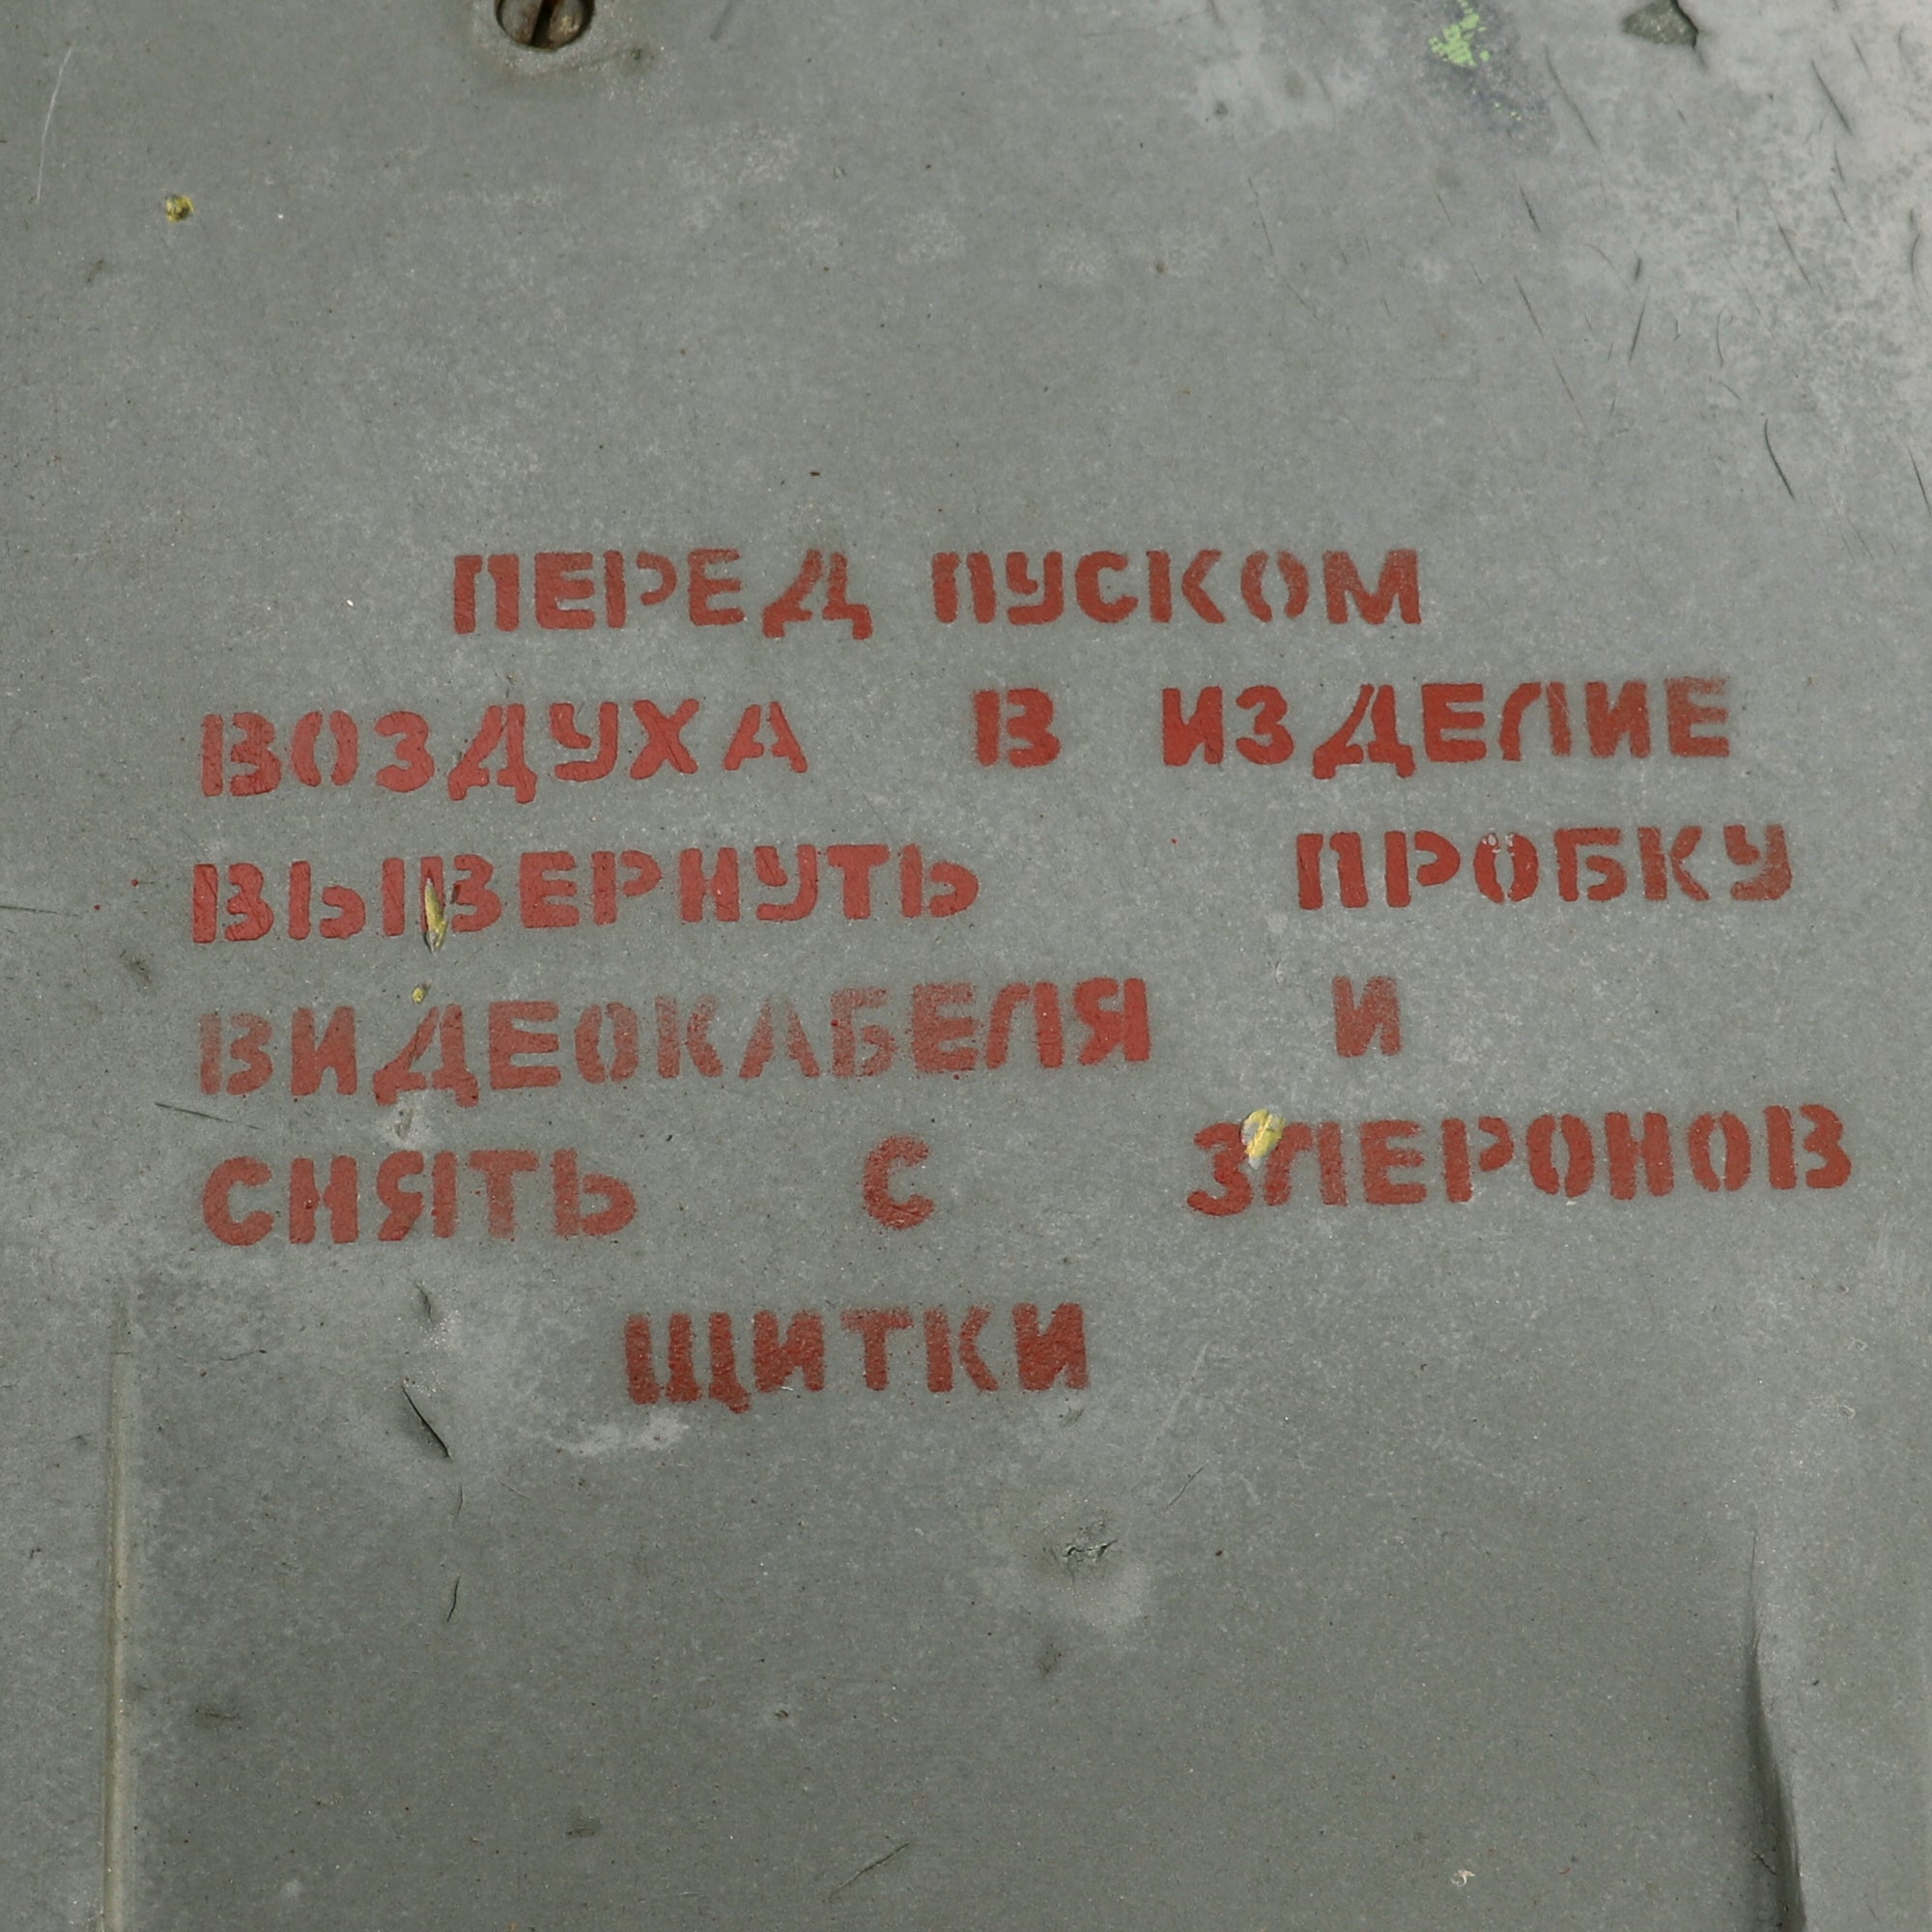 ПЕРЕД ПУСКОМ
ВОЗДУХА В ИЗДЕЛИЕ
ВЫВЕРНУТЬ ПРОБКУ
ВИДЕОКАБЕЛЯ И
СНЯТЬ С ЭЛЕРОНОВ
ЩИТКИ